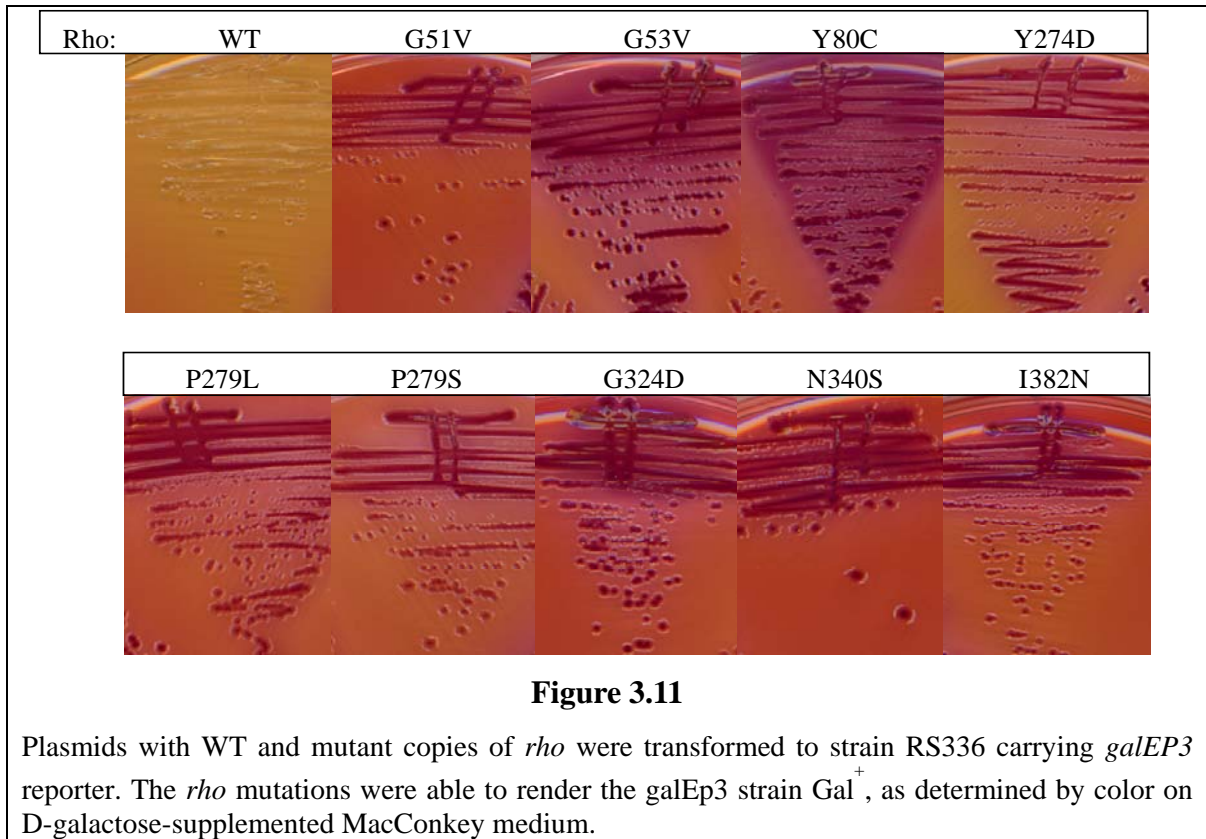 Rho: WT G51V G53V Y80C Y274D
P279L P279S G324D N340S I382N
Figure 3.11
Plasmids with WT and mutant copies of rho were transformed to strain RS336 carrying galEP3
reporter. The rho mutations were able to render the galEp3 strain Gal⁺, as determined by color on
D-galactose-supplemented MacConkey medium.